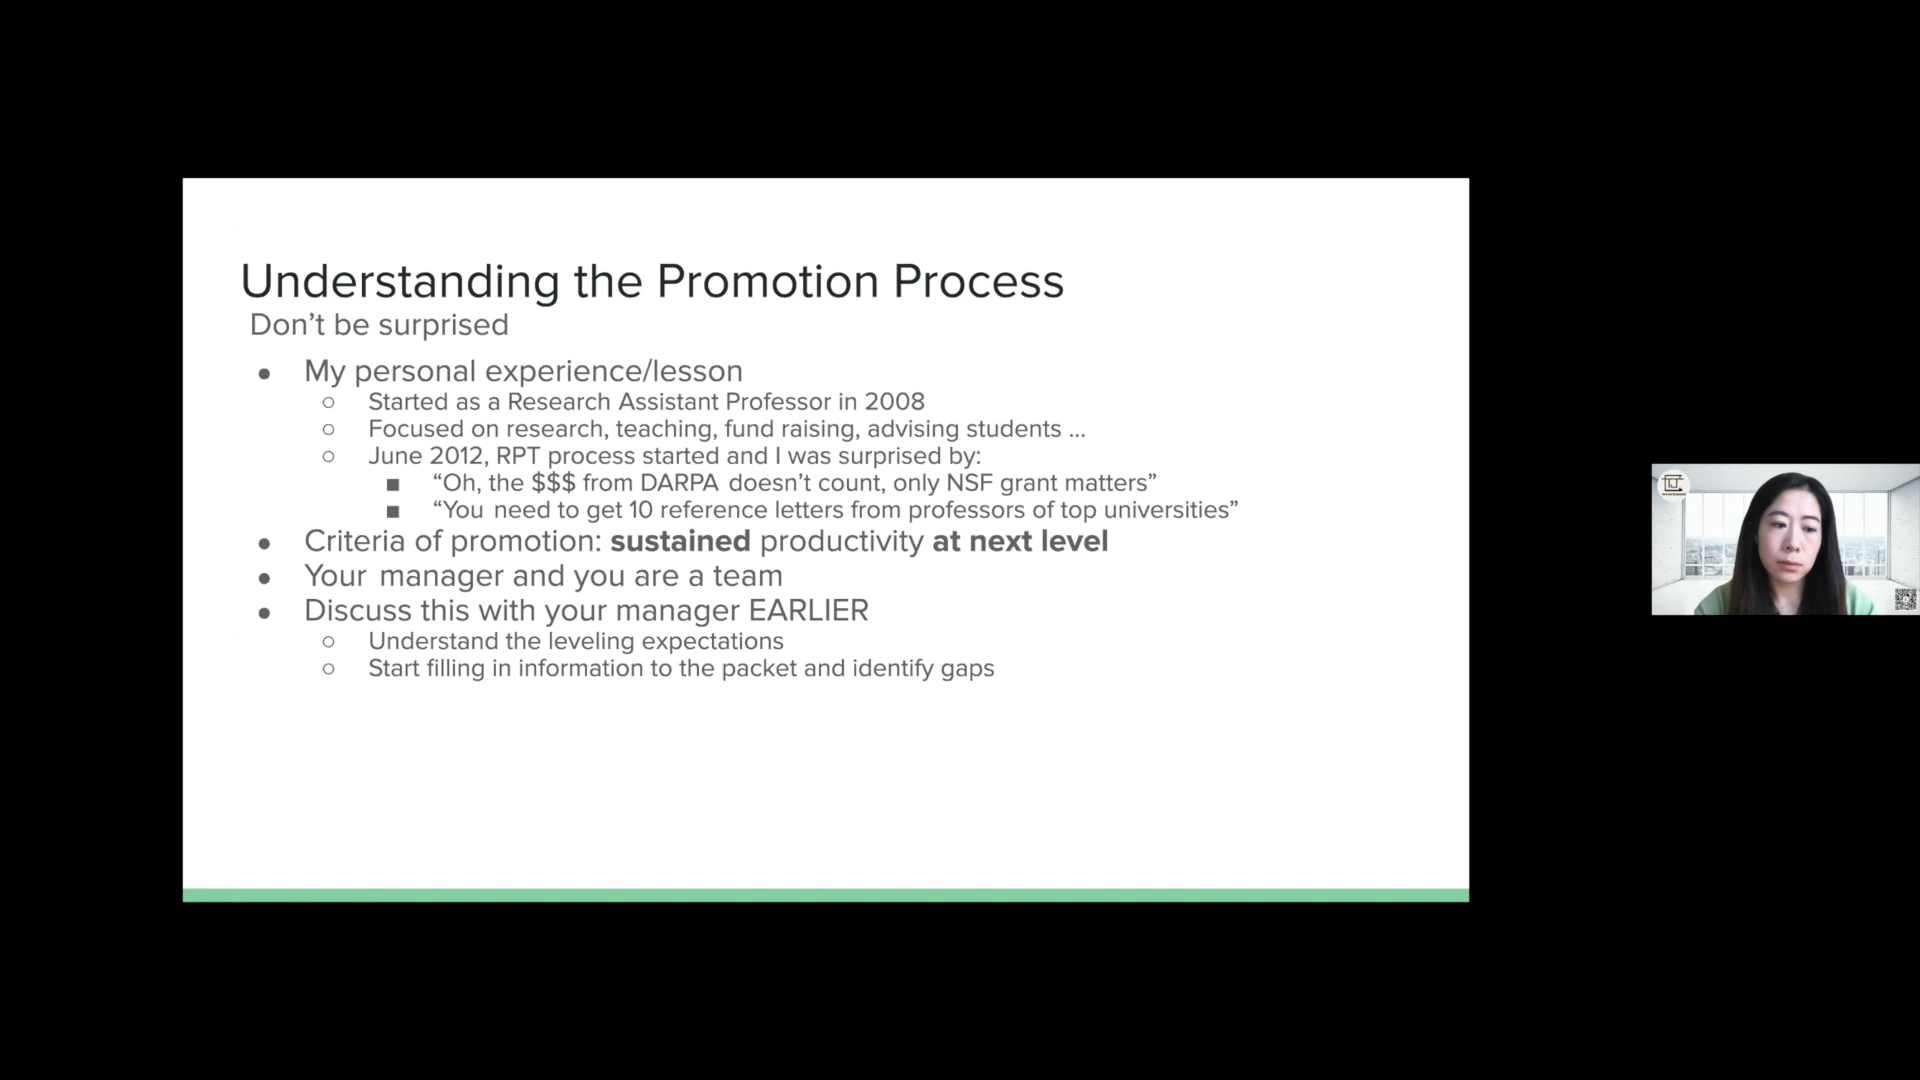 Understanding the Promotion Process
Don’t be surprised
● My personal experience/lesson
○ Started as a Research Assistant Professor in 2008
○ Focused on research, teaching, fund raising, advising students ...
○ June 2012, RPT process started and I was surprised by:
■ “Oh, the $$$ from DARPA doesn’t count, only NSF grant matters”
■ “You need to get 10 reference letters from professors of top universities”
● Criteria of promotion: sustained productivity at next level
● Your manager and you are a team
● Discuss this with your manager EARLIER
○ Understand the leveling expectations
○ Start filling in information to the packet and identify gaps